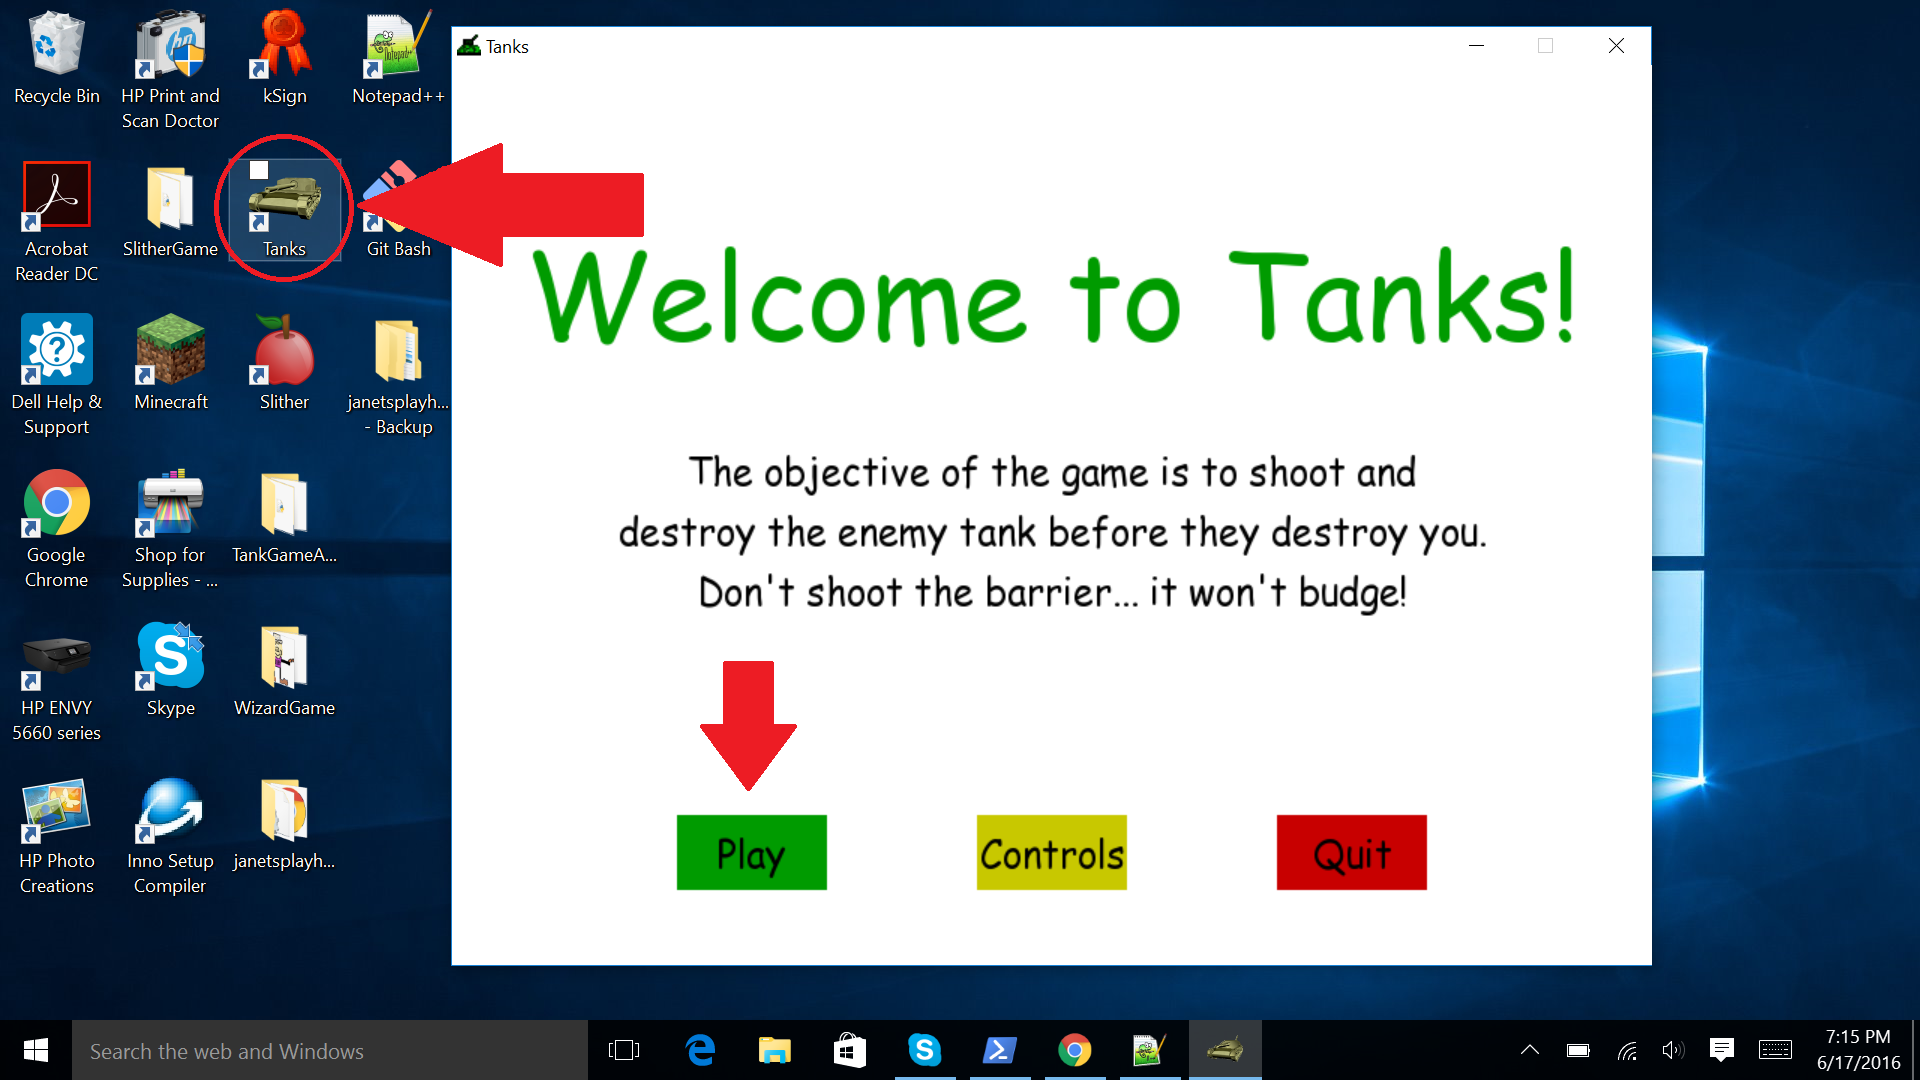 Recycle Bin
HP Print and
Scan Doctor
kSign
Notepad++
Acrobat
Reader DC
SlitherGame
Tanks
Git Bash
Dell Help &
Support
Minecraft
Slither
janetsplayh...
- Backup
Google
Chrome
Shop for
Supplies - ...
TankGameA...
HP ENVY
5660 series
Skype
WizardGame
HP Photo
Creations
Inno Setup
Compiler
janetsplayh...
Tanks
Welcome to Tanks!
The objective of the game is to shoot and
destroy the enemy tank before they destroy you.
Don't shoot the barrier... it won't budge!
Play
Controls
Quit
Search the web and Windows
7:15 PM
6/17/2016